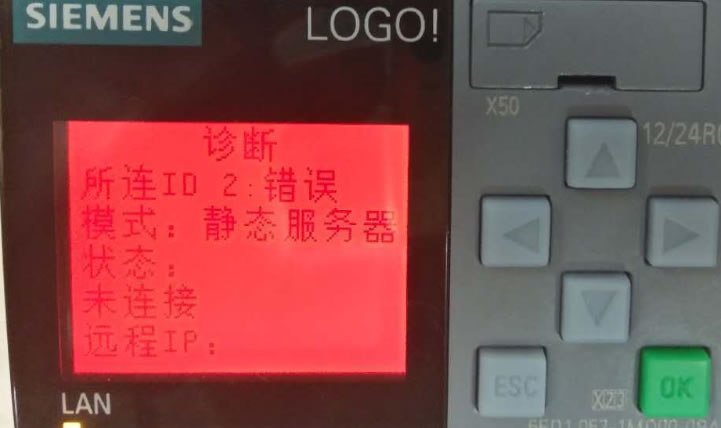 SIEMENS
LOGO!
X50
12/24R
诊断
所连ID 2:错误
模式：静态服务器
状态：
未连接
远程IP：
ESC
OK
LAN